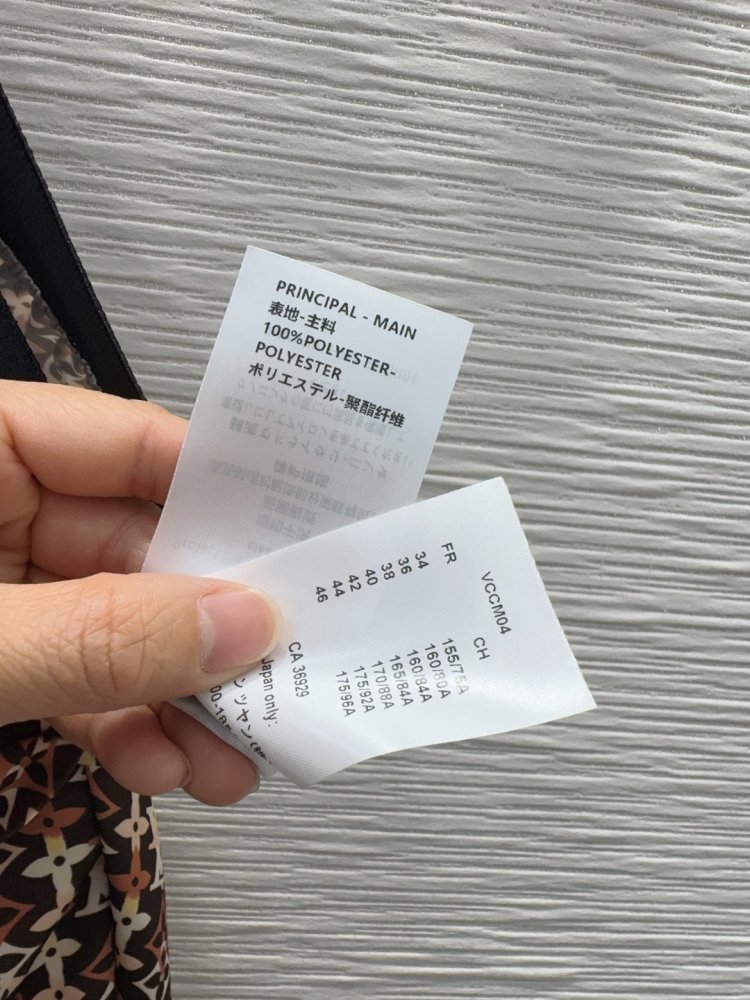 PRINCIPAL - MAIN
表地-主料
100%POLYESTER-
POLYESTER
ポリエステル-聚酯纤维
VCCM04
FR CH
34 155/75A
36 160/80A
38 160/84A
40 165/84A
42 170/88A
44 175/92A
46 175/96A
CA 36929
Japan only: